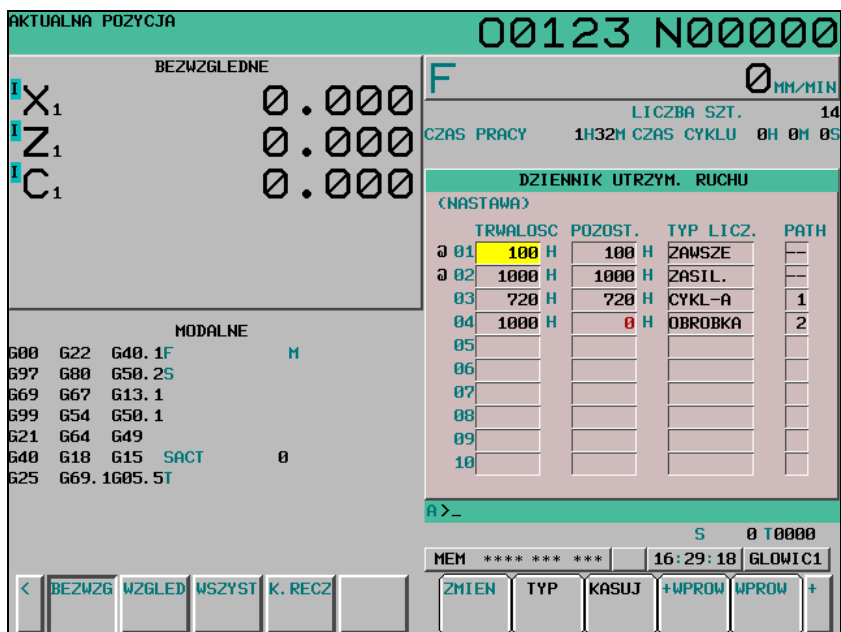 AKTUALNA POZYCJA
O0123 N00000
BEZWZGLEDNE
I X1 0.000
I Z1 0.000
I C1 0.000
F 0 MM/MIN
LICZBA SZT. 14
CZAS PRACY 1H32M CZAS CYKLU 0H 0M 0S
DZIENNIK UTRZYM. RUCHU
(NASTAWA)
TRWALOSC POZOST. TYP LICZ. PATH
@ 01 100 H 100 H ZAWSZE --
@ 02 1000 H 1000 H ZASIL. --
03 720 H 720 H CYKL-A 1
04 1000 H 0 H OBROBKA 2
05
06
07
08
09
10
MODALNE
G00 G22 G40.1F M
G97 G80 G50.2S
G69 G67 G13.1
G99 G54 G50.1
G21 G64 G49
G40 G18 G15 SACT 0
G25 G69.1G05.5T
A>_
S 0 T0000
MEM **** *** *** 16:29:18 GLOWIC1
< BEZWZG WZGLED WSZYST K.RECZ
ZMIEN TYP KASUJ +WPROW WPROW +